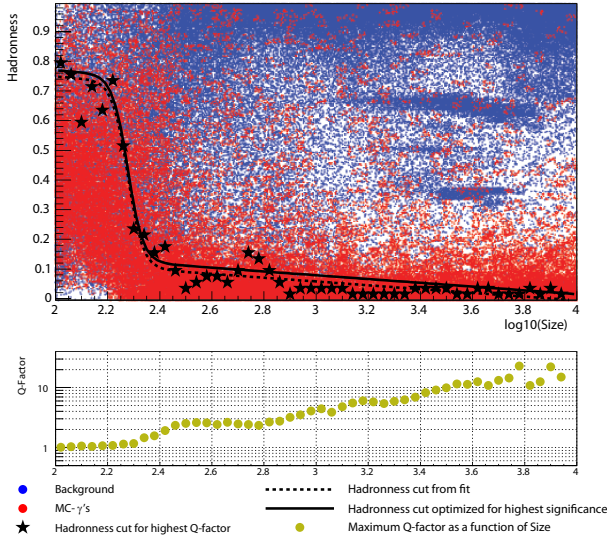 Hadronness
0.9
0.8
0.7
0.6
0.5
0.4
0.3
0.2
0.1
0
2 2.2 2.4 2.6 2.8 3 3.2 3.4 3.6 3.8 4
log10(Size)
Q-Factor
10
1
2 2.2 2.4 2.6 2.8 3 3.2 3.4 3.6 3.8 4
Background
MC-γ's
Hadronness cut for highest Q-factor
Hadronness cut from fit
Hadronness cut optimized for highest significance
Maximum Q-factor as a function of Size